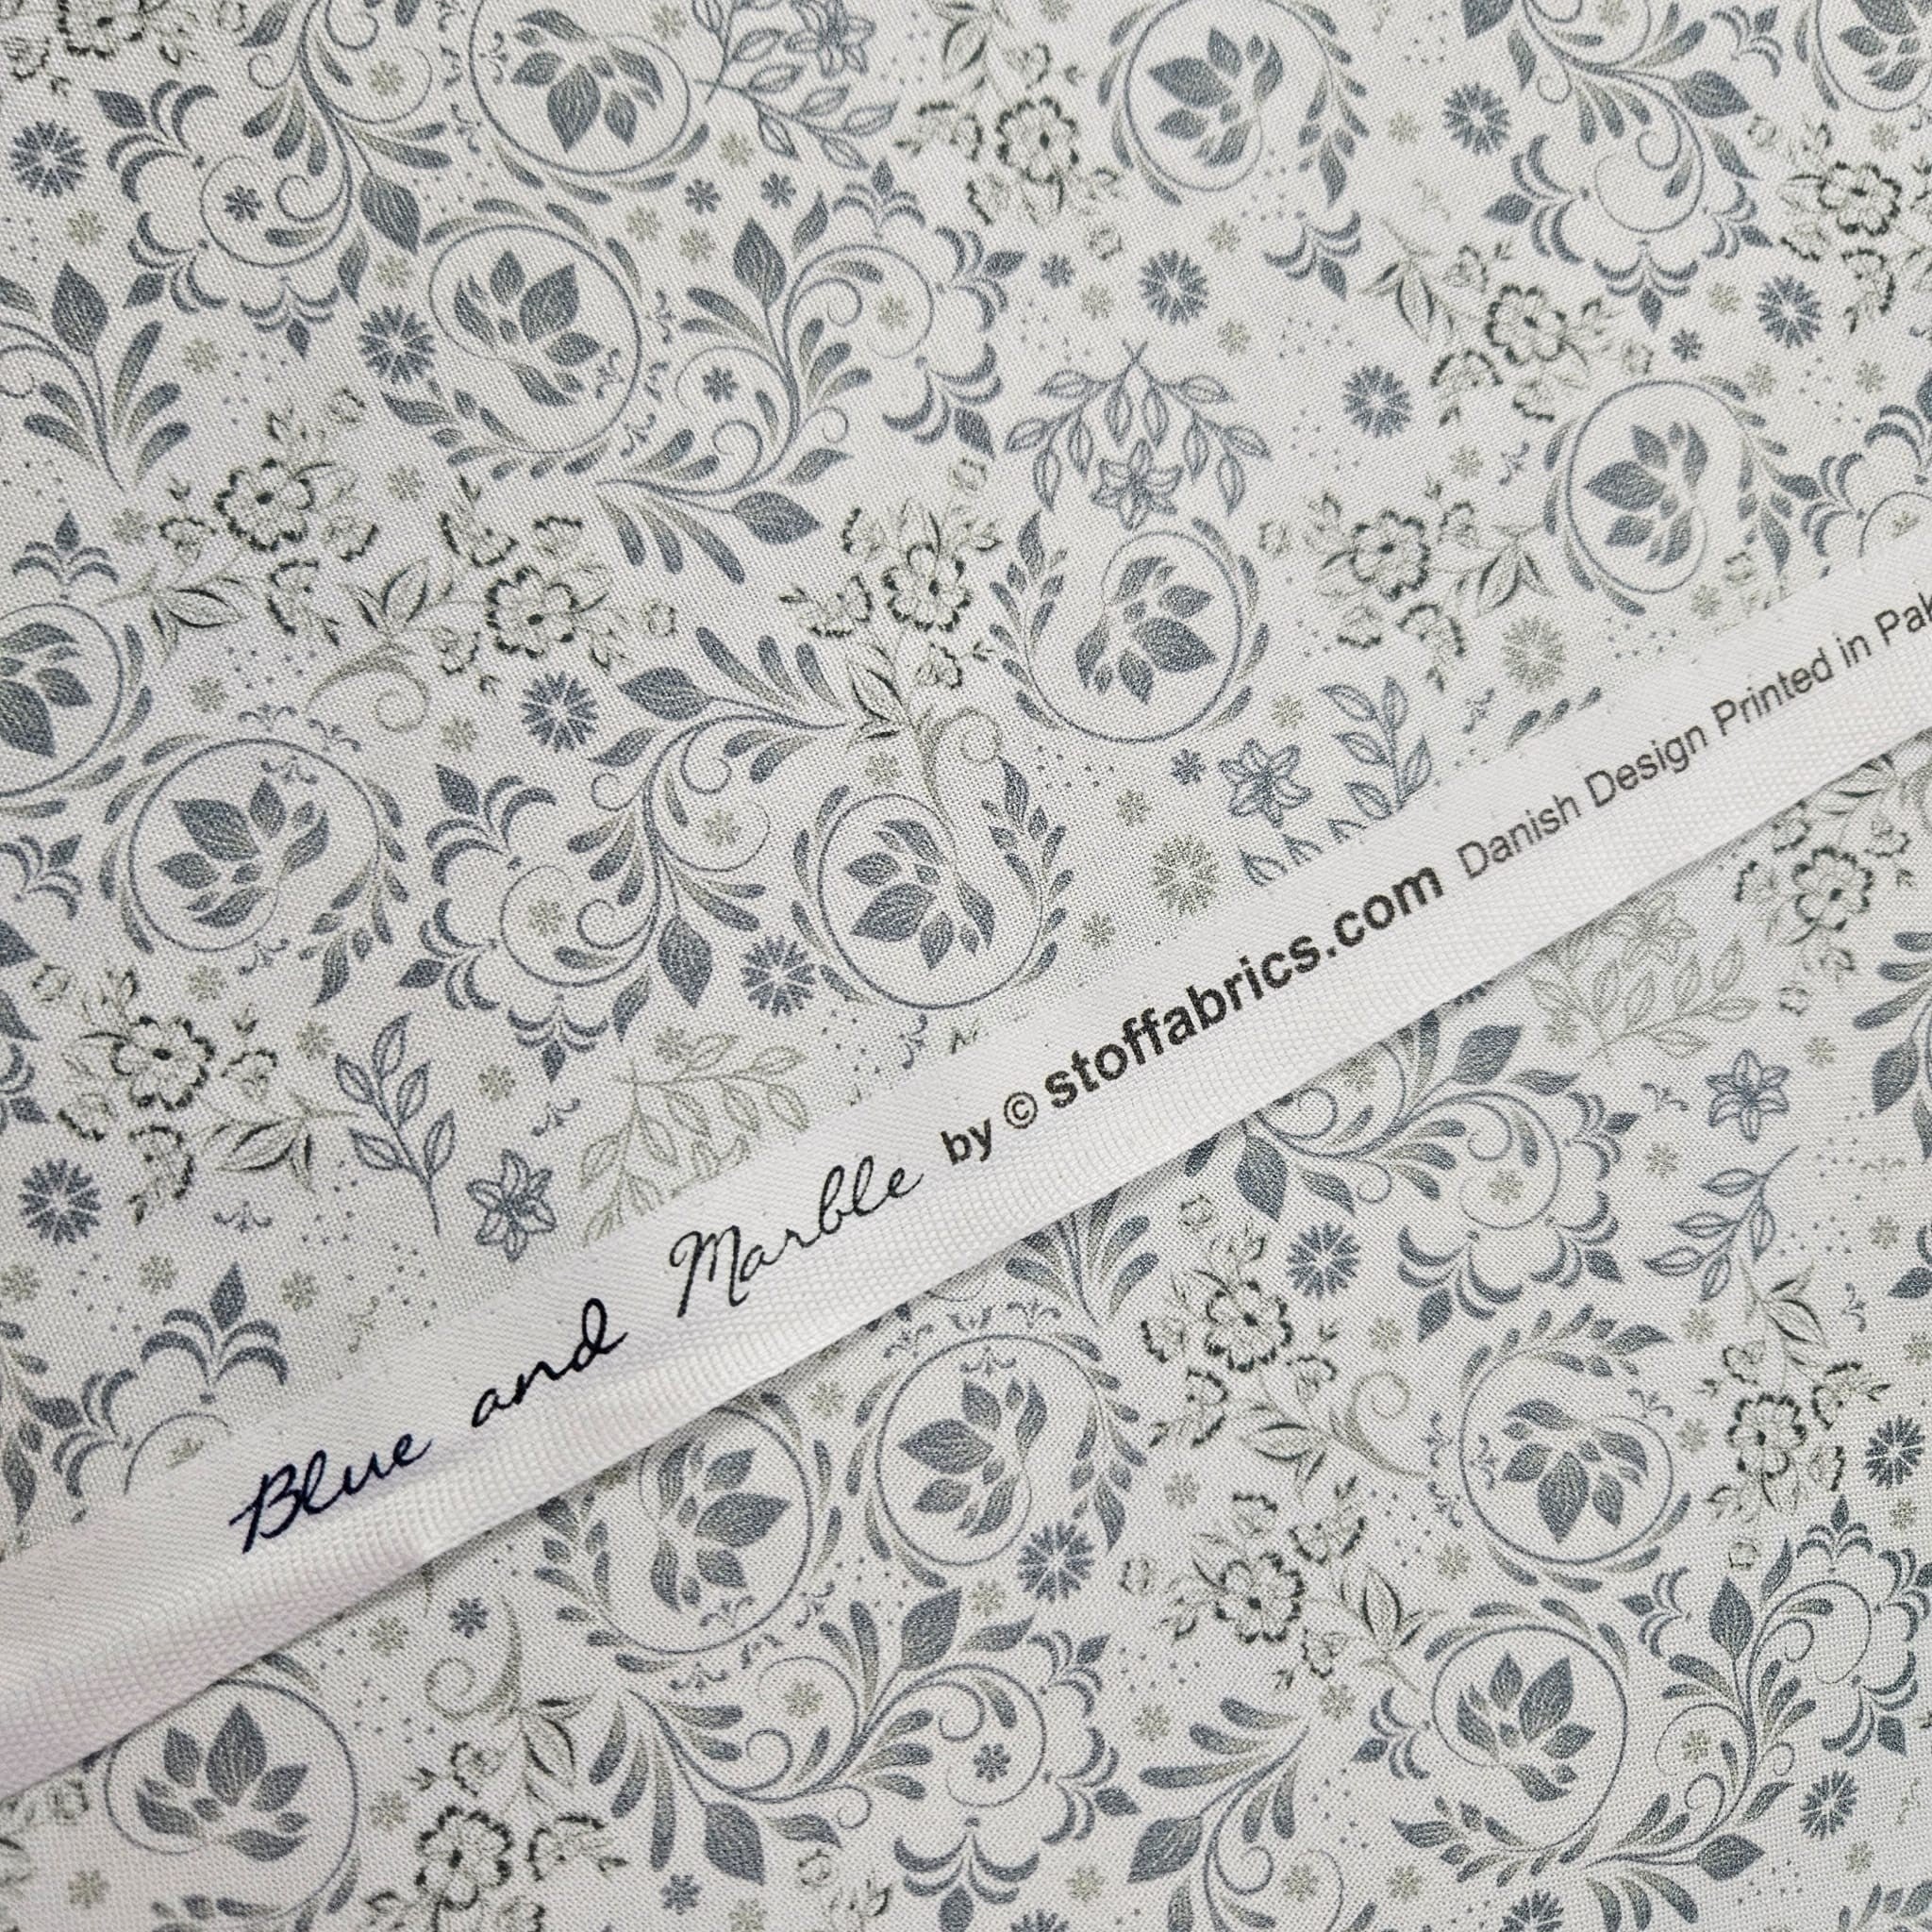 Blue and Marble by © stoffabrics.com Danish Design Printed in